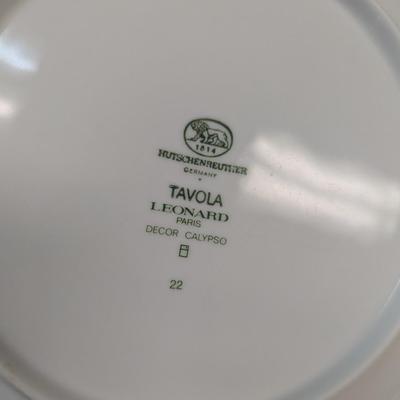 1814
HUTSCHENREUTHER
GERMANY
TAVOLA
LEONARD
PARIS
DECOR CALYPSO
22